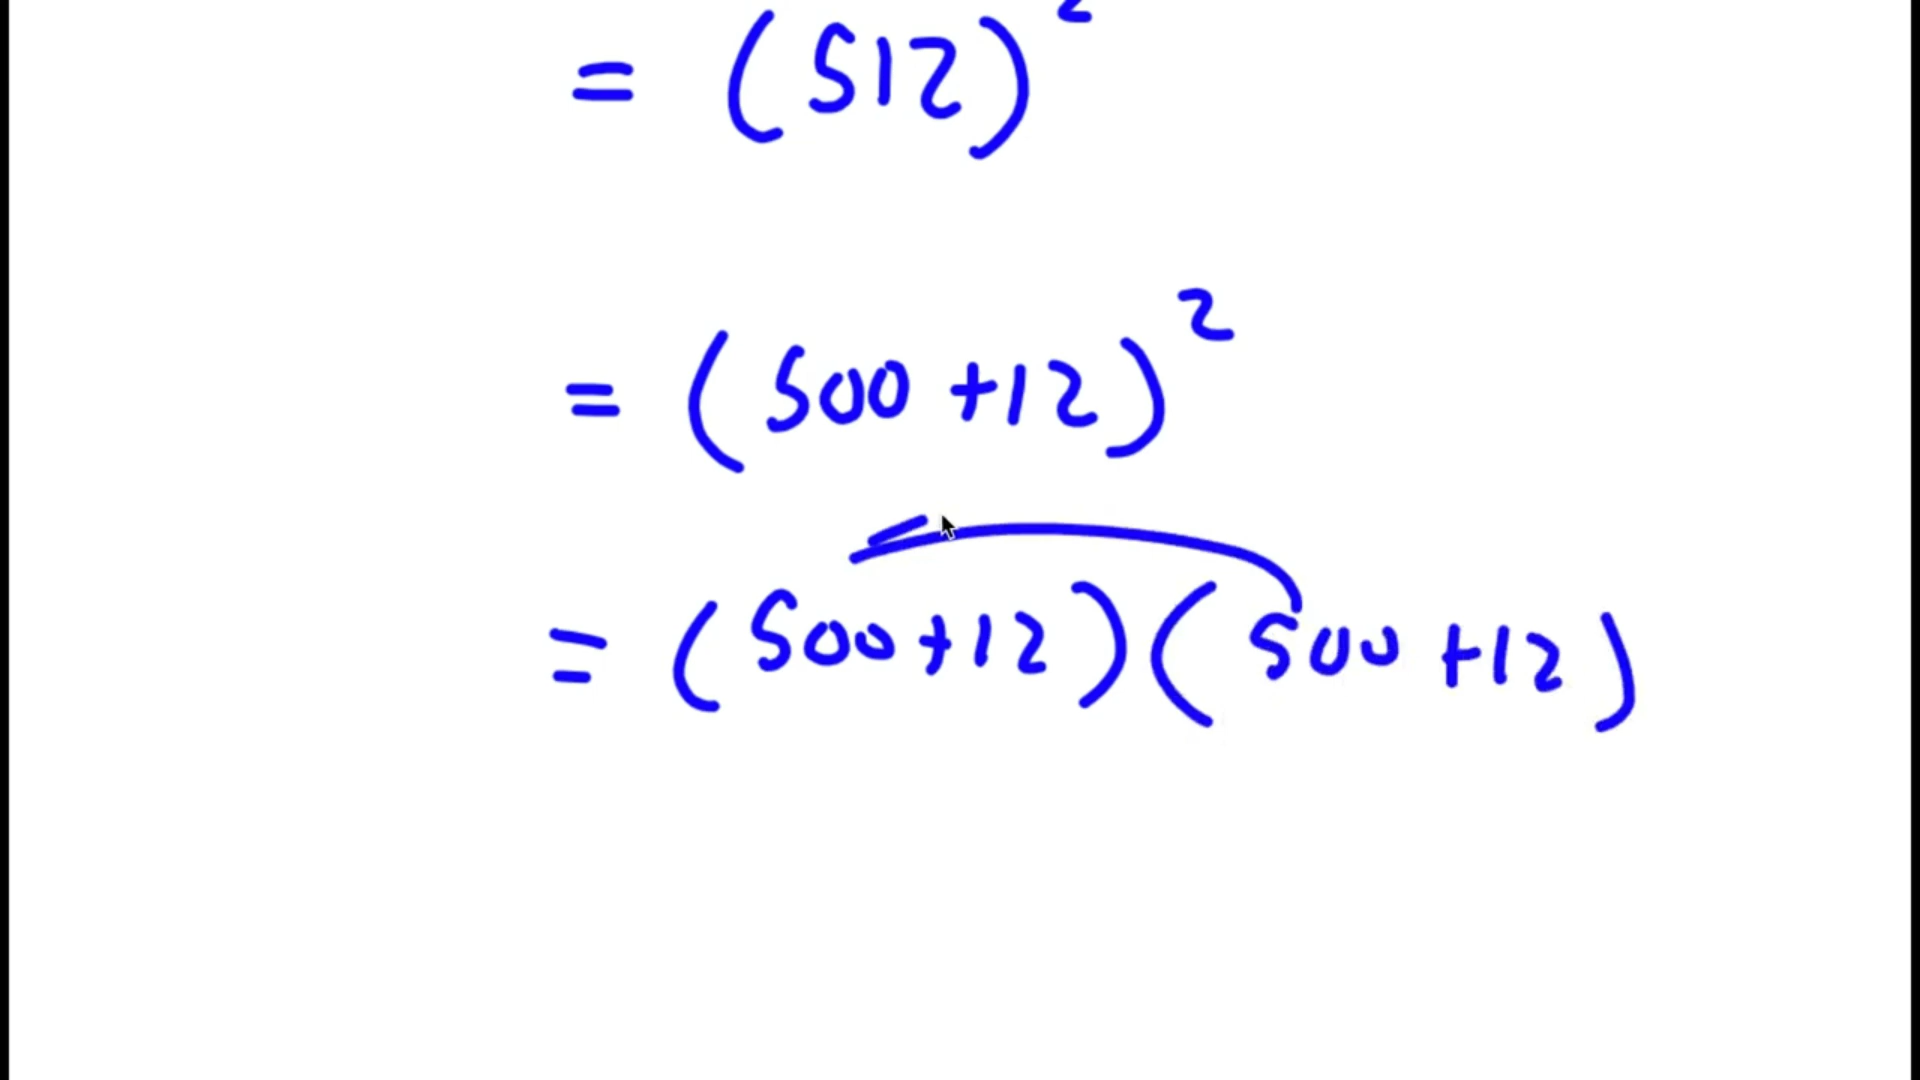 = (512)²
= (500 +12)²
= (500+12)(500+12)